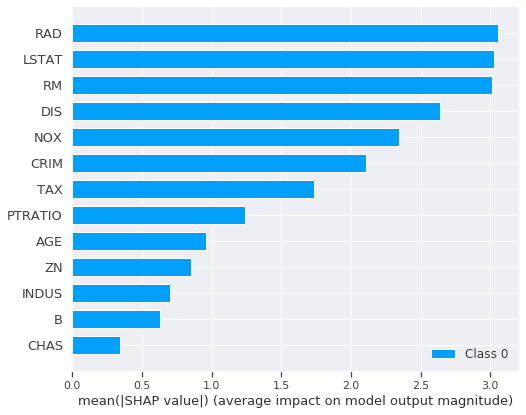 RAD
LSTAT
RM
DIS
NOX
CRIM
TAX
PTRATIO
AGE
ZN
INDUS
B
CHAS
Class 0
0.0 0.5 1.0 1.5 2.0 2.5 3.0
mean(|SHAP value|) (average impact on model output magnitude)